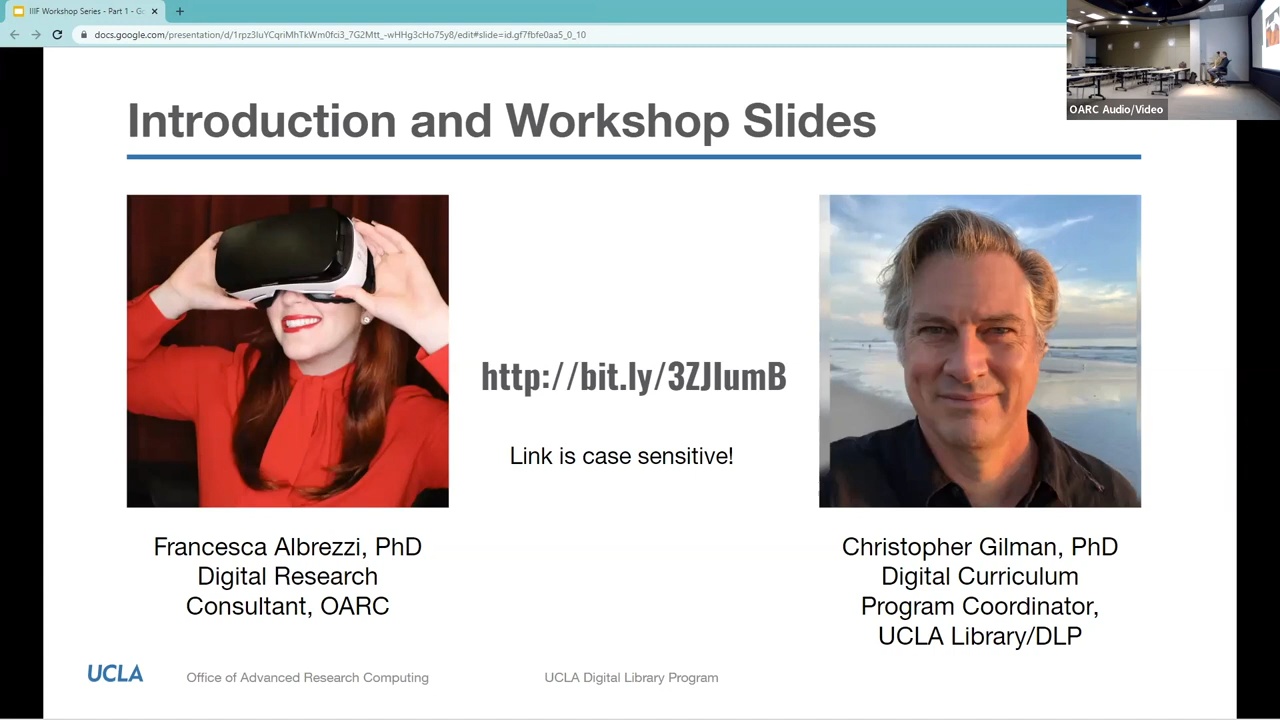 IIIF Workshop Series - Part 1 - Go
docs.google.com/presentation/d/1rpz3IuYCqriMhTkWm0fci3_7G2Mtt_-wHHg3cHo75y8/edit#slide=id.gf7fbfe0aa5_0_10
OARC Audio/Video
Introduction and Workshop Slides
http://bit.ly/3ZJIumB
Link is case sensitive!
Francesca Albrezzi, PhD
Digital Research
Consultant, OARC
Christopher Gilman, PhD
Digital Curriculum
Program Coordinator,
UCLA Library/DLP
UCLA
Office of Advanced Research Computing
UCLA Digital Library Program